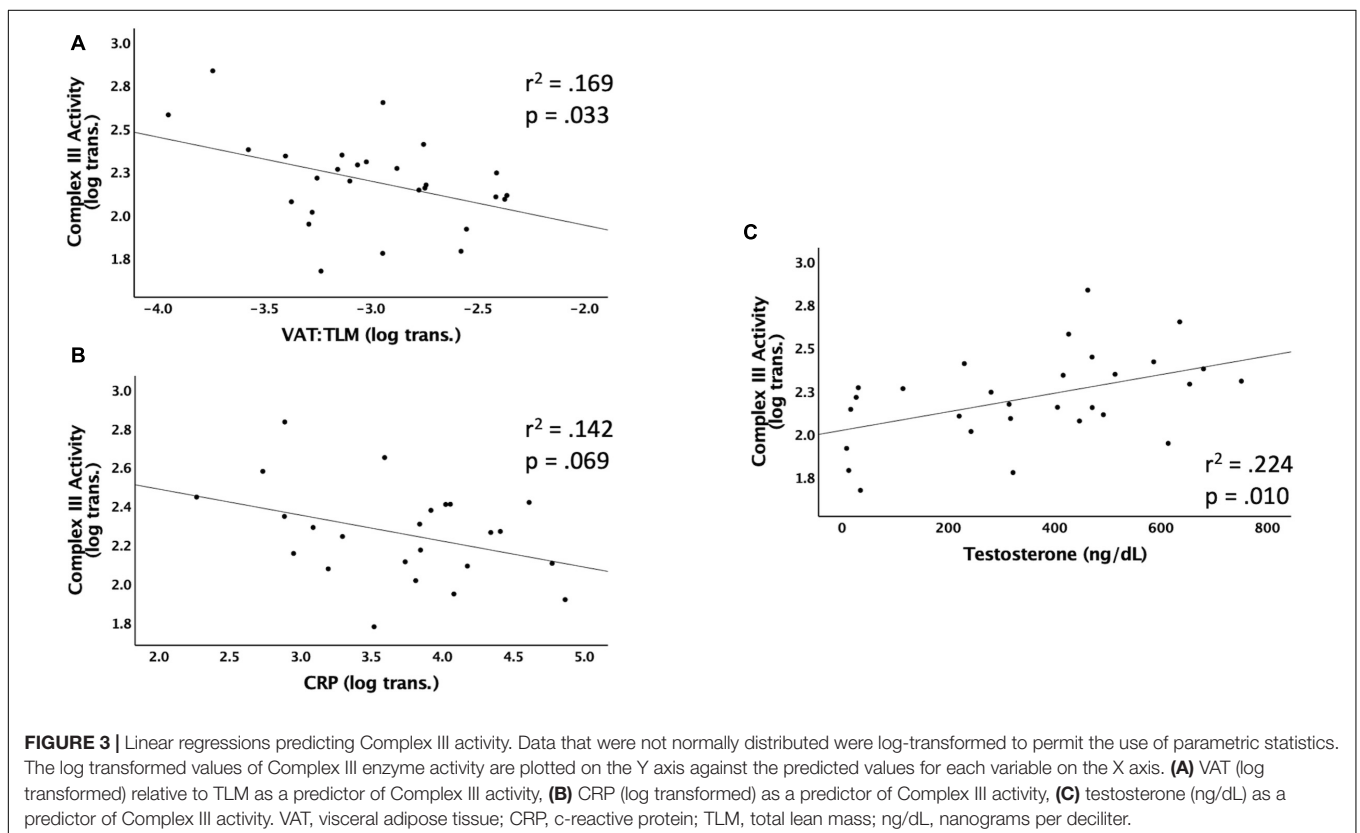 A
Complex III Activity
(log trans.)
3.0
2.8
2.5
2.3
2.0
1.8
r² = .169
p = .033
−4.0 −3.5 −3.0 −2.5 −2.0
VAT:TLM (log trans.)
B
Complex III Activity
(log trans.)
3.0
2.8
2.6
2.4
2.2
2.0
1.8
r² = .142
p = .069
2.0 2.5 3.0 3.5 4.0 4.5 5.0
CRP (log trans.)
C
Complex III Activity
(log trans.)
3.0
2.8
2.5
2.3
2.0
1.8
r² = .224
p = .010
0 200 400 600 800
Testosterone (ng/dL)
FIGURE 3 | Linear regressions predicting Complex III activity. Data that were not normally distributed were log-transformed to permit the use of parametric statistics.
The log transformed values of Complex III enzyme activity are plotted on the Y axis against the predicted values for each variable on the X axis. (A) VAT (log
transformed) relative to TLM as a predictor of Complex III activity, (B) CRP (log transformed) as a predictor of Complex III activity, (C) testosterone (ng/dL) as a
predictor of Complex III activity. VAT, visceral adipose tissue; CRP, c-reactive protein; TLM, total lean mass; ng/dL, nanograms per deciliter.